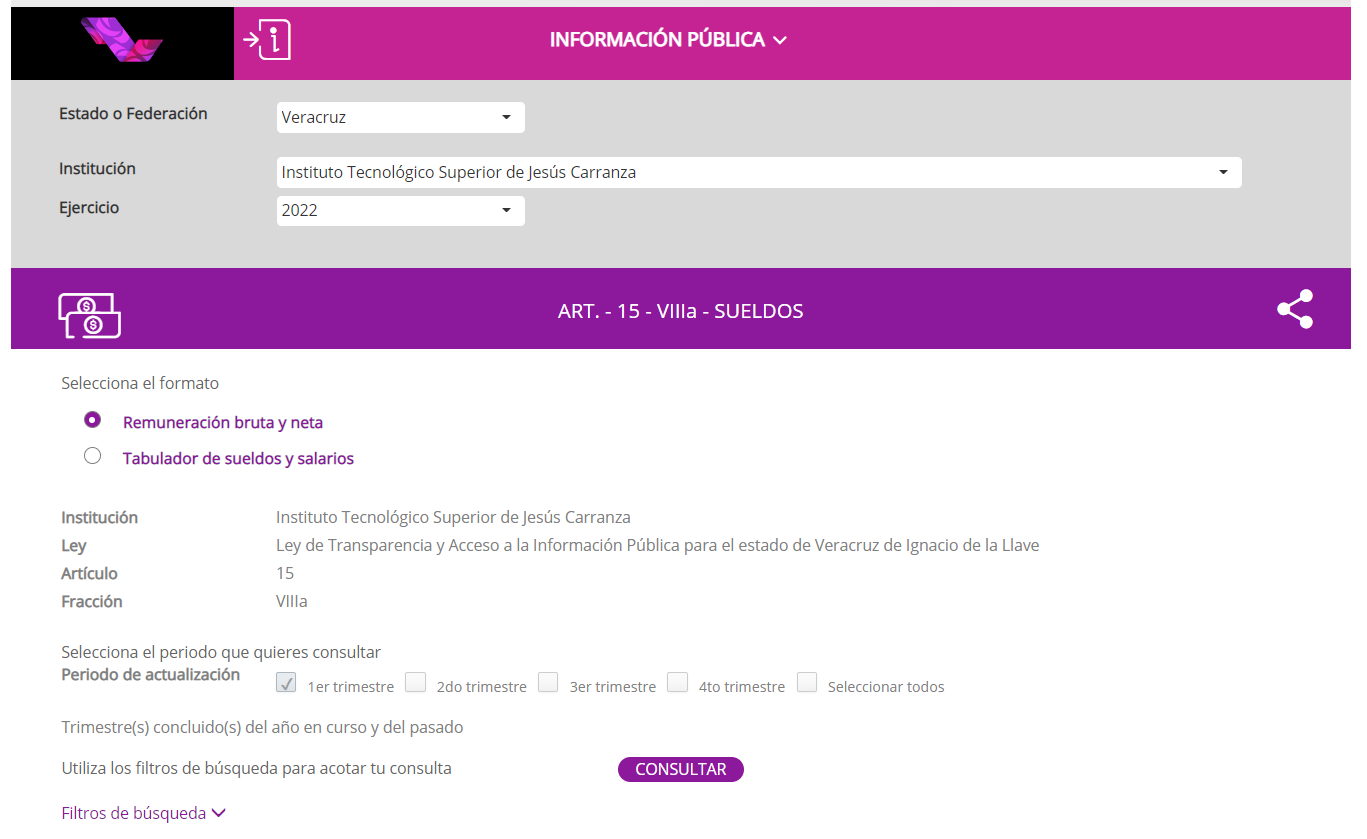 INFORMACIÓN PÚBLICA
Estado o Federación
Veracruz
Institución
Instituto Tecnológico Superior de Jesús Carranza
Ejercicio
2022
ART. - 15 - VIIIa - SUELDOS
Selecciona el formato
Remuneración bruta y neta
Tabulador de sueldos y salarios
Institución Instituto Tecnológico Superior de Jesús Carranza
Ley Ley de Transparencia y Acceso a la Información Pública para el estado de Veracruz de Ignacio de la Llave
Artículo 15
Fracción VIIIa
Selecciona el periodo que quieres consultar
Periodo de actualización 1er trimestre 2do trimestre 3er trimestre 4to trimestre Seleccionar todos
Trimestre(s) concluido(s) del año en curso y del pasado
Utiliza los filtros de búsqueda para acotar tu consulta CONSULTAR
Filtros de búsqueda